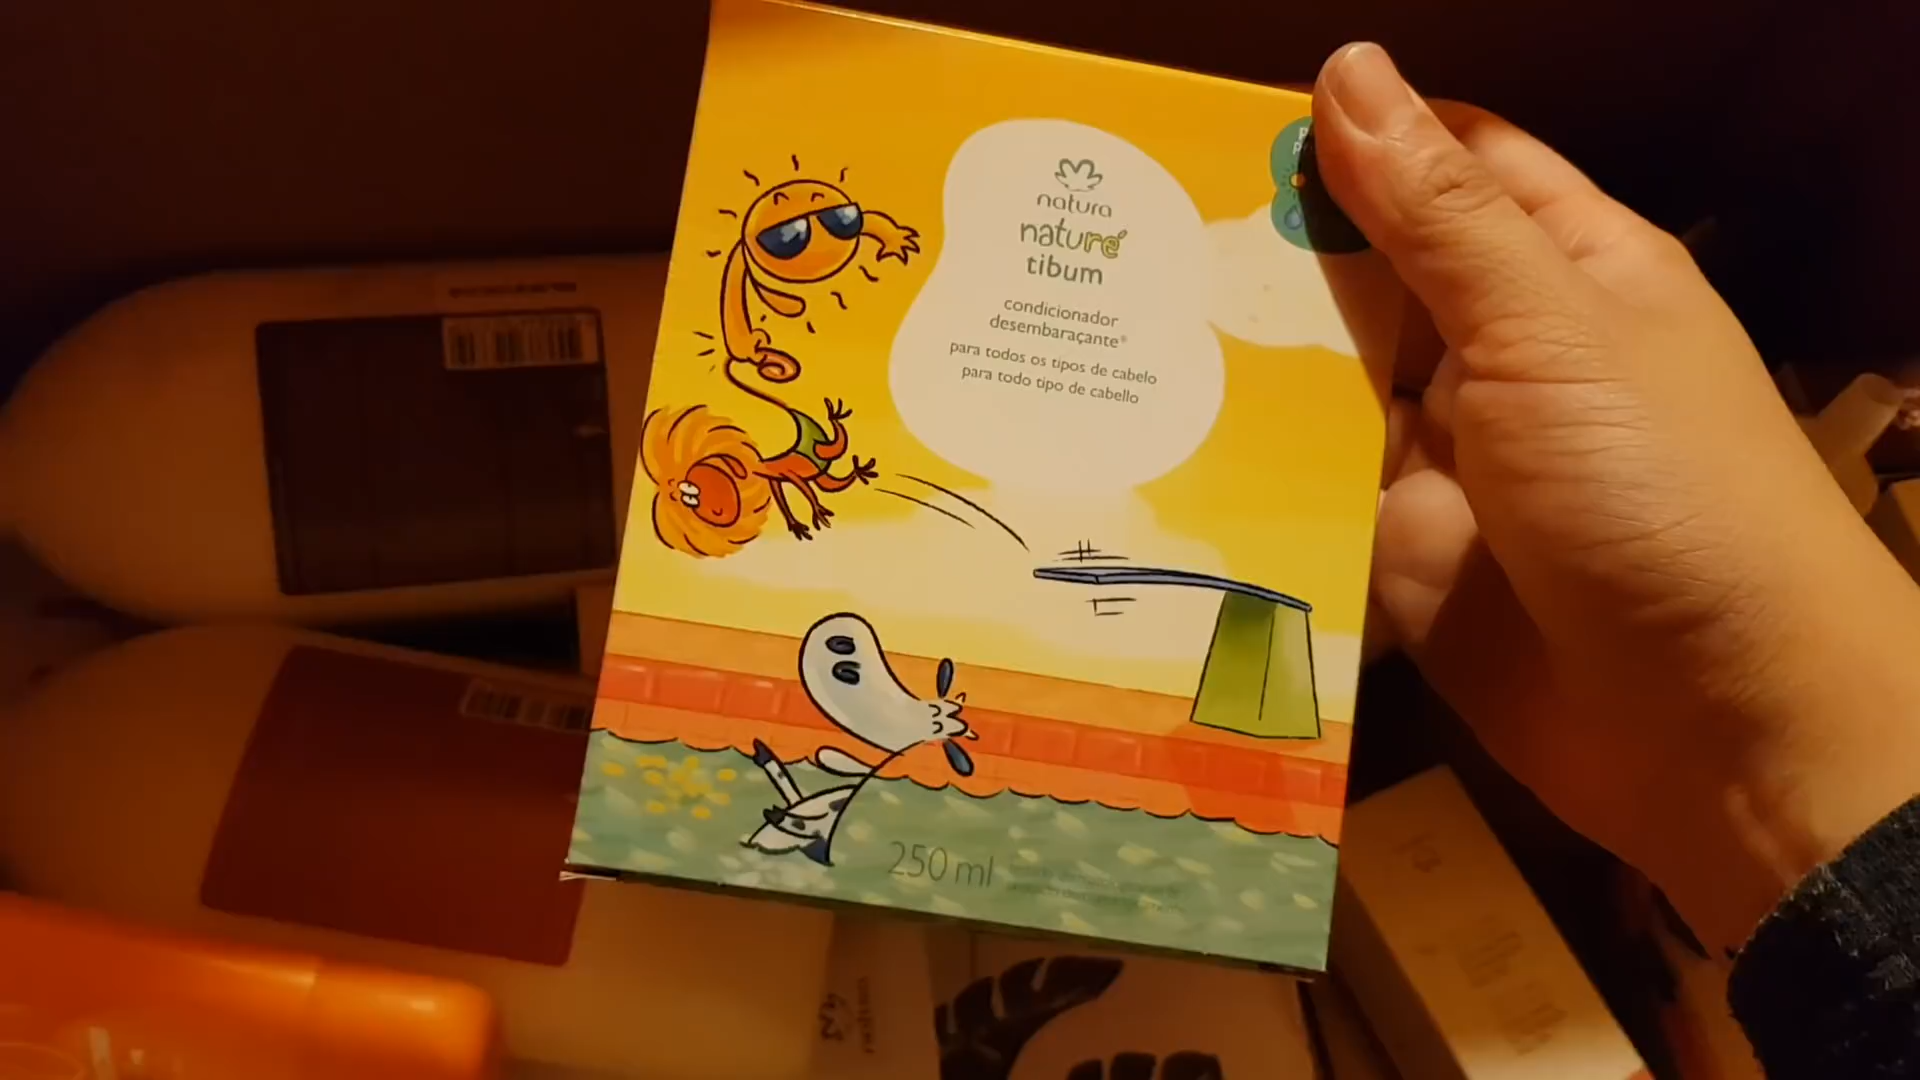 natura
naturé
tibum
condicionador
desembaraçante*
para todos os tipos de cabelo
para todo tipo de cabello
250 ml